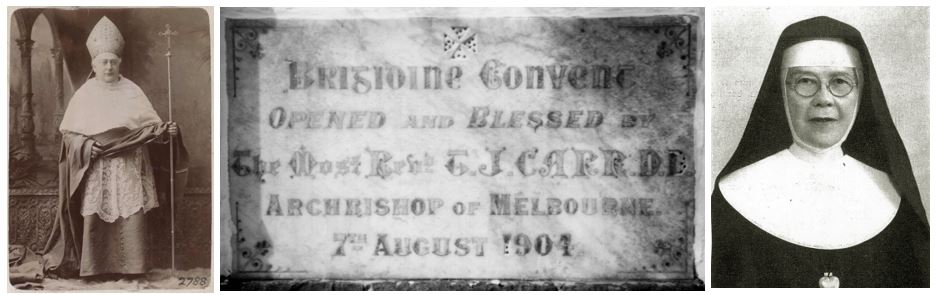 Brigidine Convent
OPENED AND BLESSED BY
The Most Revd. T.J. CARR. D.D.
ARCHBISHOP OF MELBOURNE.
7TH AUGUST 1904
2788